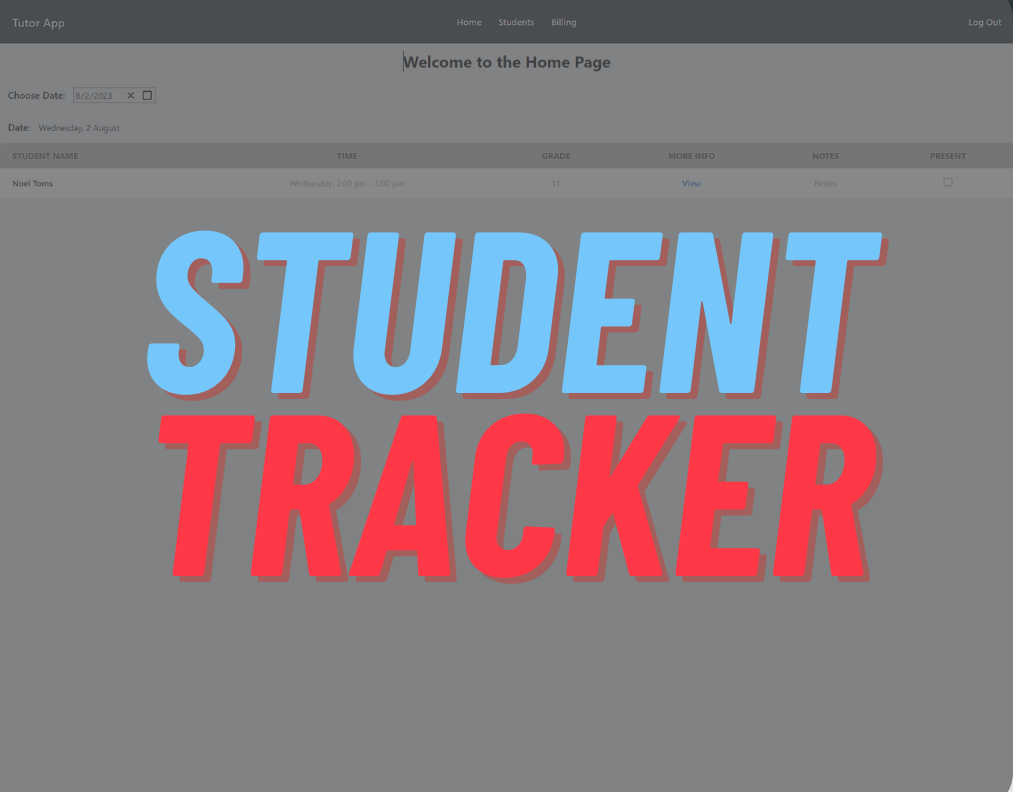 Tutor App Home Students Billing Log Out
Welcome to the Home Page
Choose Date: 8/2/2023
Date: Wednesday, 2 August
STUDENT NAME TIME GRADE MORE INFO NOTES PRESENT
Noel Toms Wednesday: 2:00 pm - 3:00 pm 11 View Notes
STUDENT
TRACKER